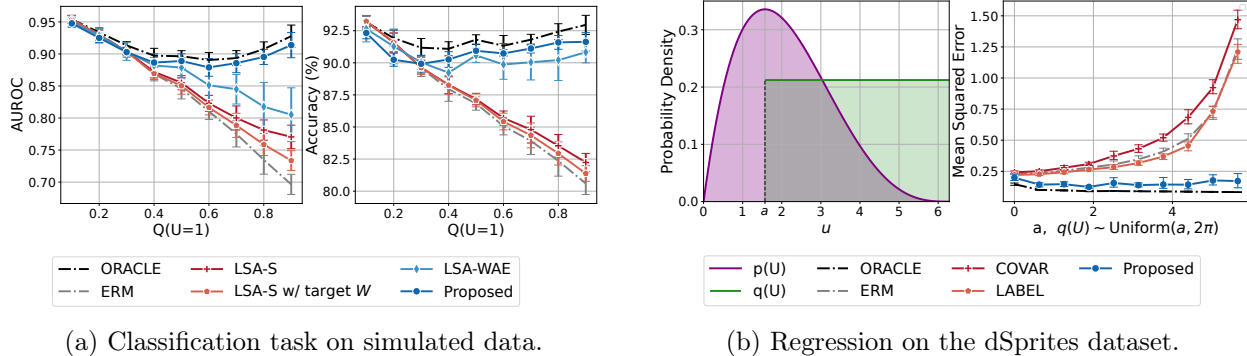 AUROC
0.95
0.90
0.85
0.80
0.75
0.70
0.2 0.4 0.6 0.8
Q(U=1)
Accuracy (%)
92.5
90.0
87.5
85.0
82.5
80.0
0.2 0.4 0.6 0.8
Q(U=1)
ORACLE LSA-S LSA-WAE
ERM LSA-S w/ target W Proposed
(a) Classification task on simulated data.
Probability Density
0.3
0.2
0.1
0.0
0 1 a 2 3 4 5 6
u
Mean Squared Error
1.50
1.25
1.00
0.75
0.50
0.25
0.00
0 2 4
a, q(U) ~ Uniform(a, 2π)
p(U) ORACLE COVAR Proposed
q(U) ERM LABEL
(b) Regression on the dSprites dataset.